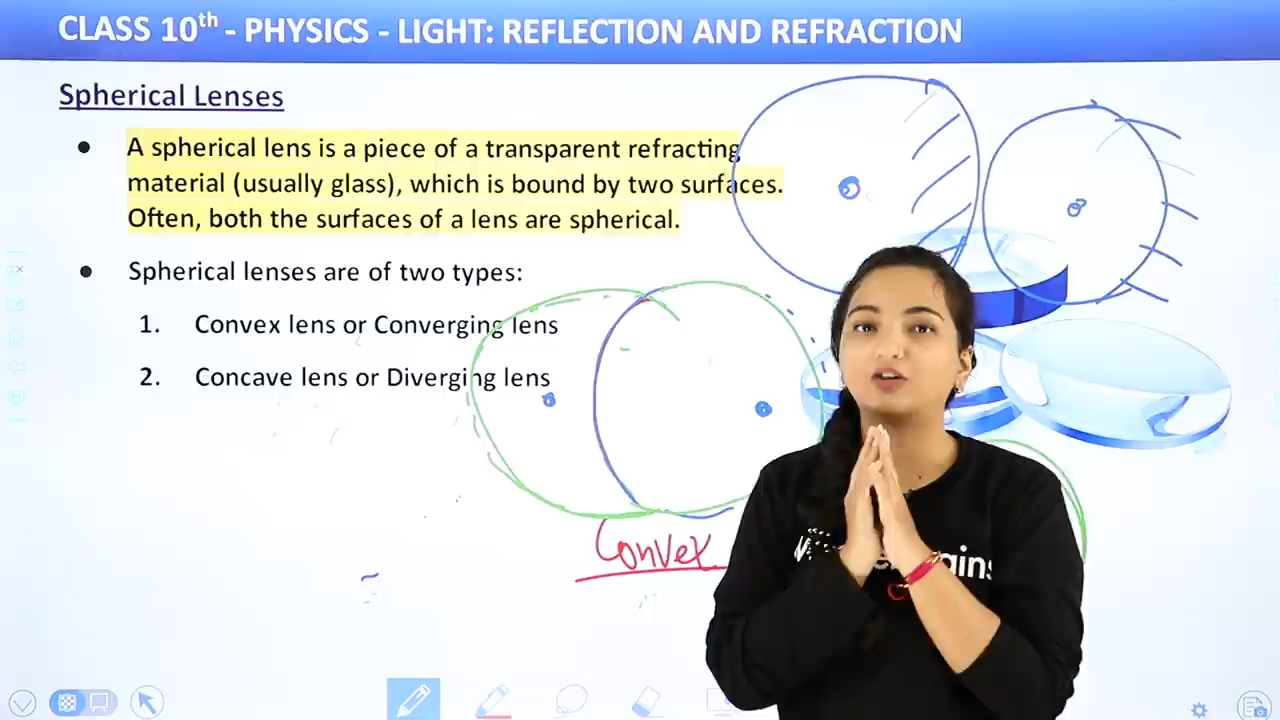 CLASS 10th - PHYSICS - LIGHT: REFLECTION AND REFRACTION
Spherical Lenses
• A spherical lens is a piece of a transparent refracting
material (usually glass), which is bound by two surfaces.
Often, both the surfaces of a lens are spherical.
• Spherical lenses are of two types:
1. Convex lens or Converging lens
2. Concave lens or Diverging lens
Convex